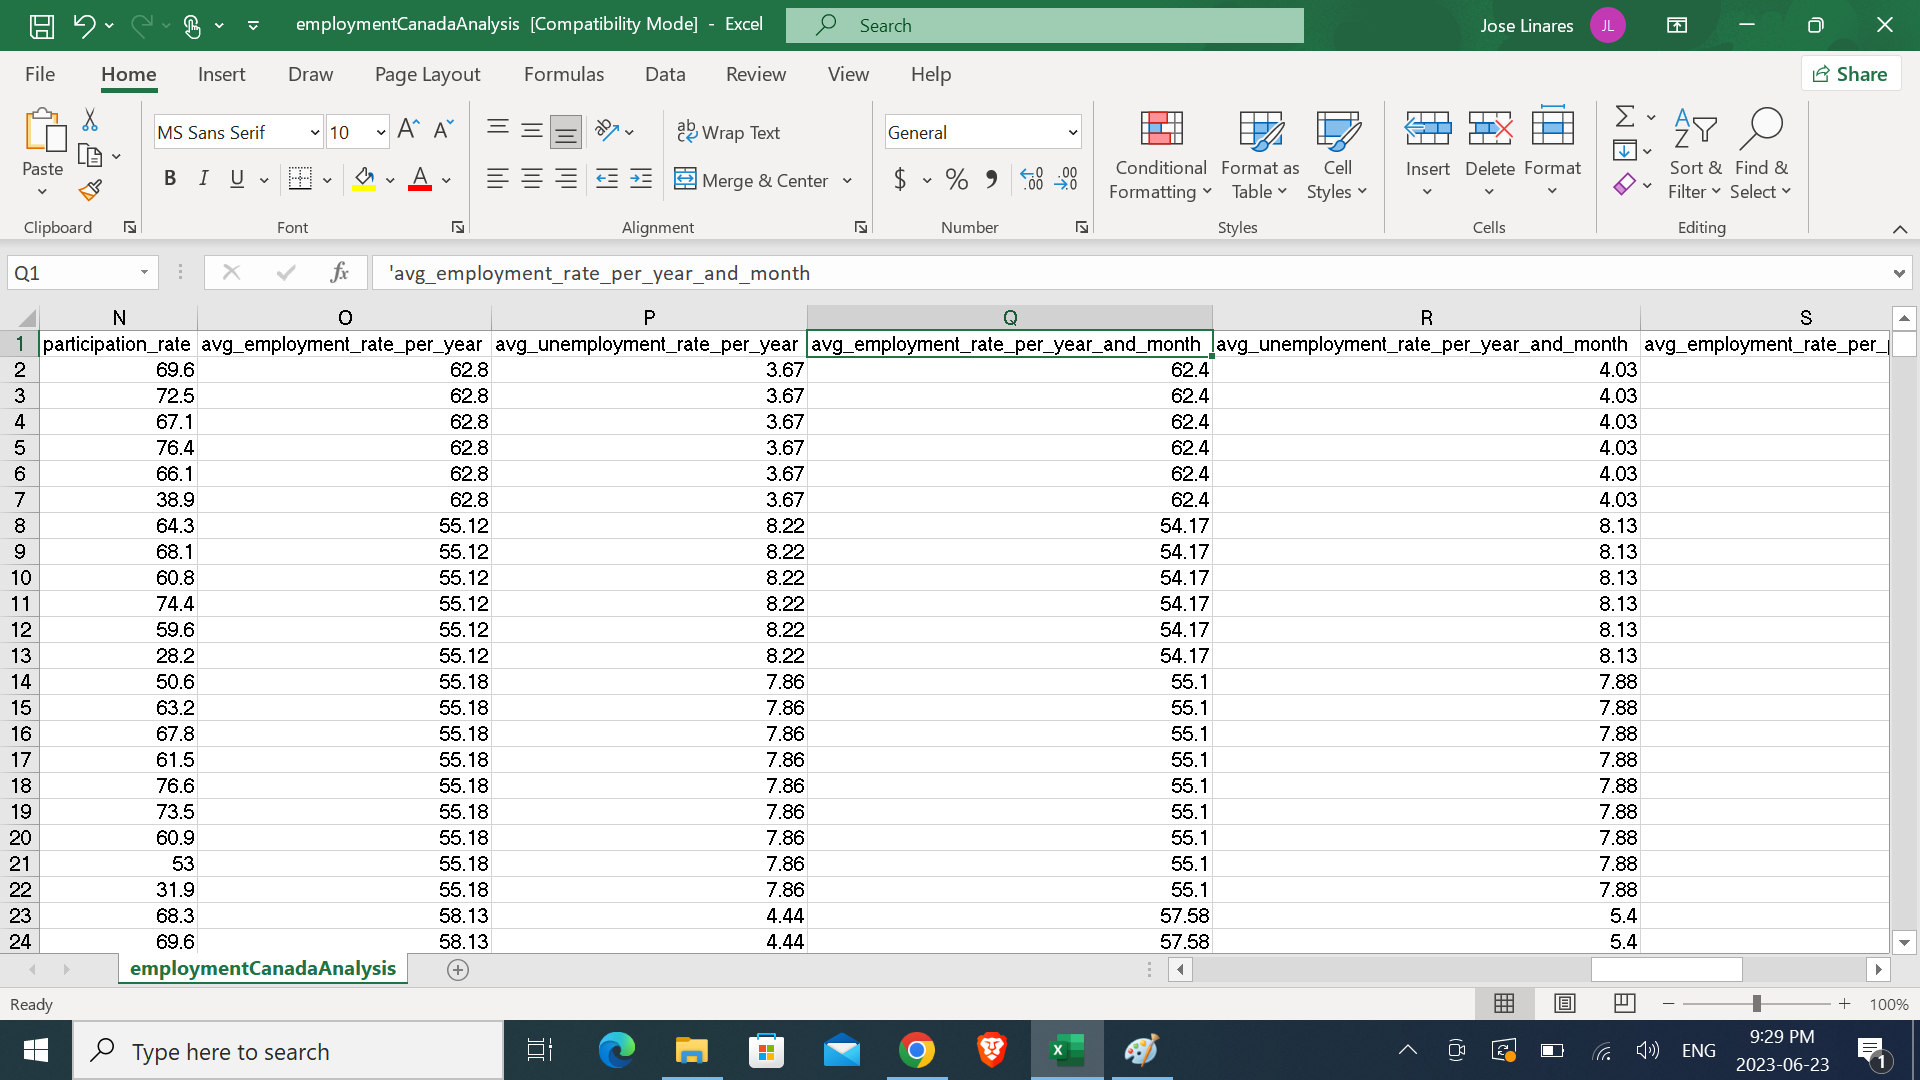 employmentCanadaAnalysis [Compatibility Mode] - Excel
Search
Jose Linares
JL
File Home Insert Draw Page Layout Formulas Data Review View Help
Share
Paste
MS Sans Serif 10
B I U
Wrap Text
Merge & Center
General
Conditional Formatting
Format as Table
Cell Styles
Insert Delete Format
Sort & Filter
Find & Select
Clipboard Font Alignment Number Styles Cells Editing
Q1 fx 'avg_employment_rate_per_year_and_month
N O P Q R S
1 participation_rate avg_employment_rate_per_year avg_unemployment_rate_per_year avg_employment_rate_per_year_and_month avg_unemployment_rate_per_year_and_month avg_employment_rate_per_
2 69.6 62.8 3.67 62.4 4.03
3 72.5 62.8 3.67 62.4 4.03
4 67.1 62.8 3.67 62.4 4.03
5 76.4 62.8 3.67 62.4 4.03
6 66.1 62.8 3.67 62.4 4.03
7 38.9 62.8 3.67 62.4 4.03
8 64.3 55.12 8.22 54.17 8.13
9 68.1 55.12 8.22 54.17 8.13
10 60.8 55.12 8.22 54.17 8.13
11 74.4 55.12 8.22 54.17 8.13
12 59.6 55.12 8.22 54.17 8.13
13 28.2 55.12 8.22 54.17 8.13
14 50.6 55.18 7.86 55.1 7.88
15 63.2 55.18 7.86 55.1 7.88
16 67.8 55.18 7.86 55.1 7.88
17 61.5 55.18 7.86 55.1 7.88
18 76.6 55.18 7.86 55.1 7.88
19 73.5 55.18 7.86 55.1 7.88
20 60.9 55.18 7.86 55.1 7.88
21 53 55.18 7.86 55.1 7.88
22 31.9 55.18 7.86 55.1 7.88
23 68.3 58.13 4.44 57.58 5.4
24 69.6 58.13 4.44 57.58 5.4
employmentCanadaAnalysis
Ready
100%
Type here to search
ENG
9:29 PM
2023-06-23
1